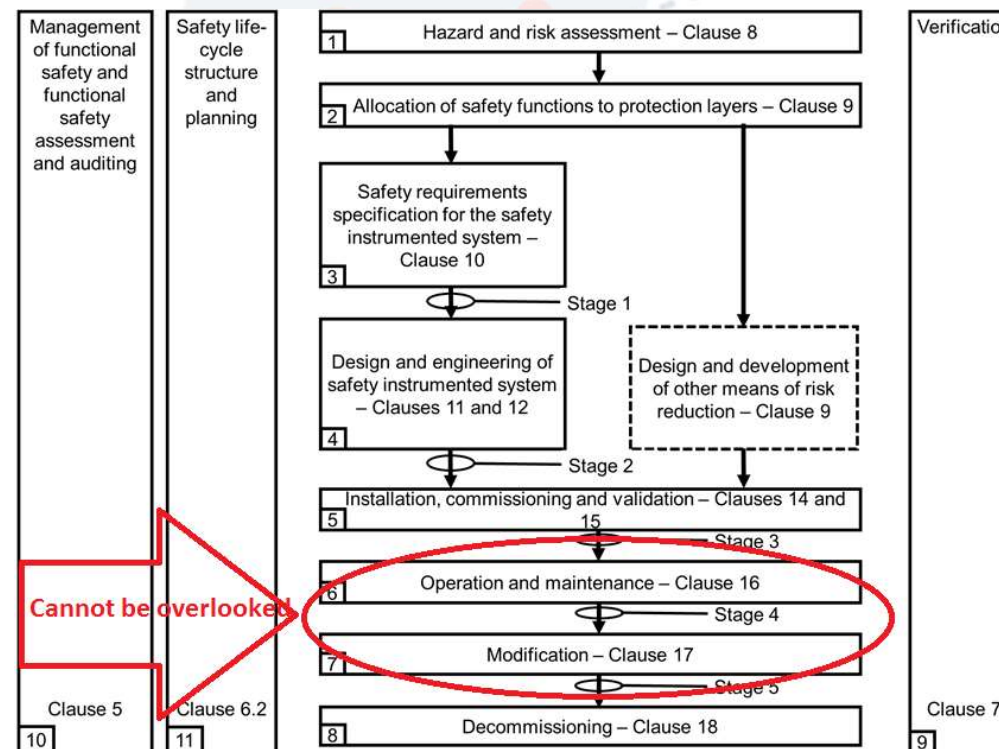 Management
of functional
safety and
functional
safety
assessment
and auditing
Clause 5
10
Safety life-
cycle
structure
and
planning
Clause 6.2
11
Hazard and risk assessment – Clause 8
1
Allocation of safety functions to protection layers – Clause 9
2
Safety requirements
specification for the safety
instrumented system –
Clause 10
3
Stage 1
Design and engineering of
safety instrumented system
– Clauses 11 and 12
4
Design and development
of other means of risk
reduction – Clause 9
Stage 2
Installation, commissioning and validation – Clauses 14 and
15
5
Stage 3
Operation and maintenance – Clause 16
6
Cannot be overlooked
Stage 4
Modification – Clause 17
7
Stage 5
Decommissioning – Clause 18
8
Verificatio
Clause 7
9